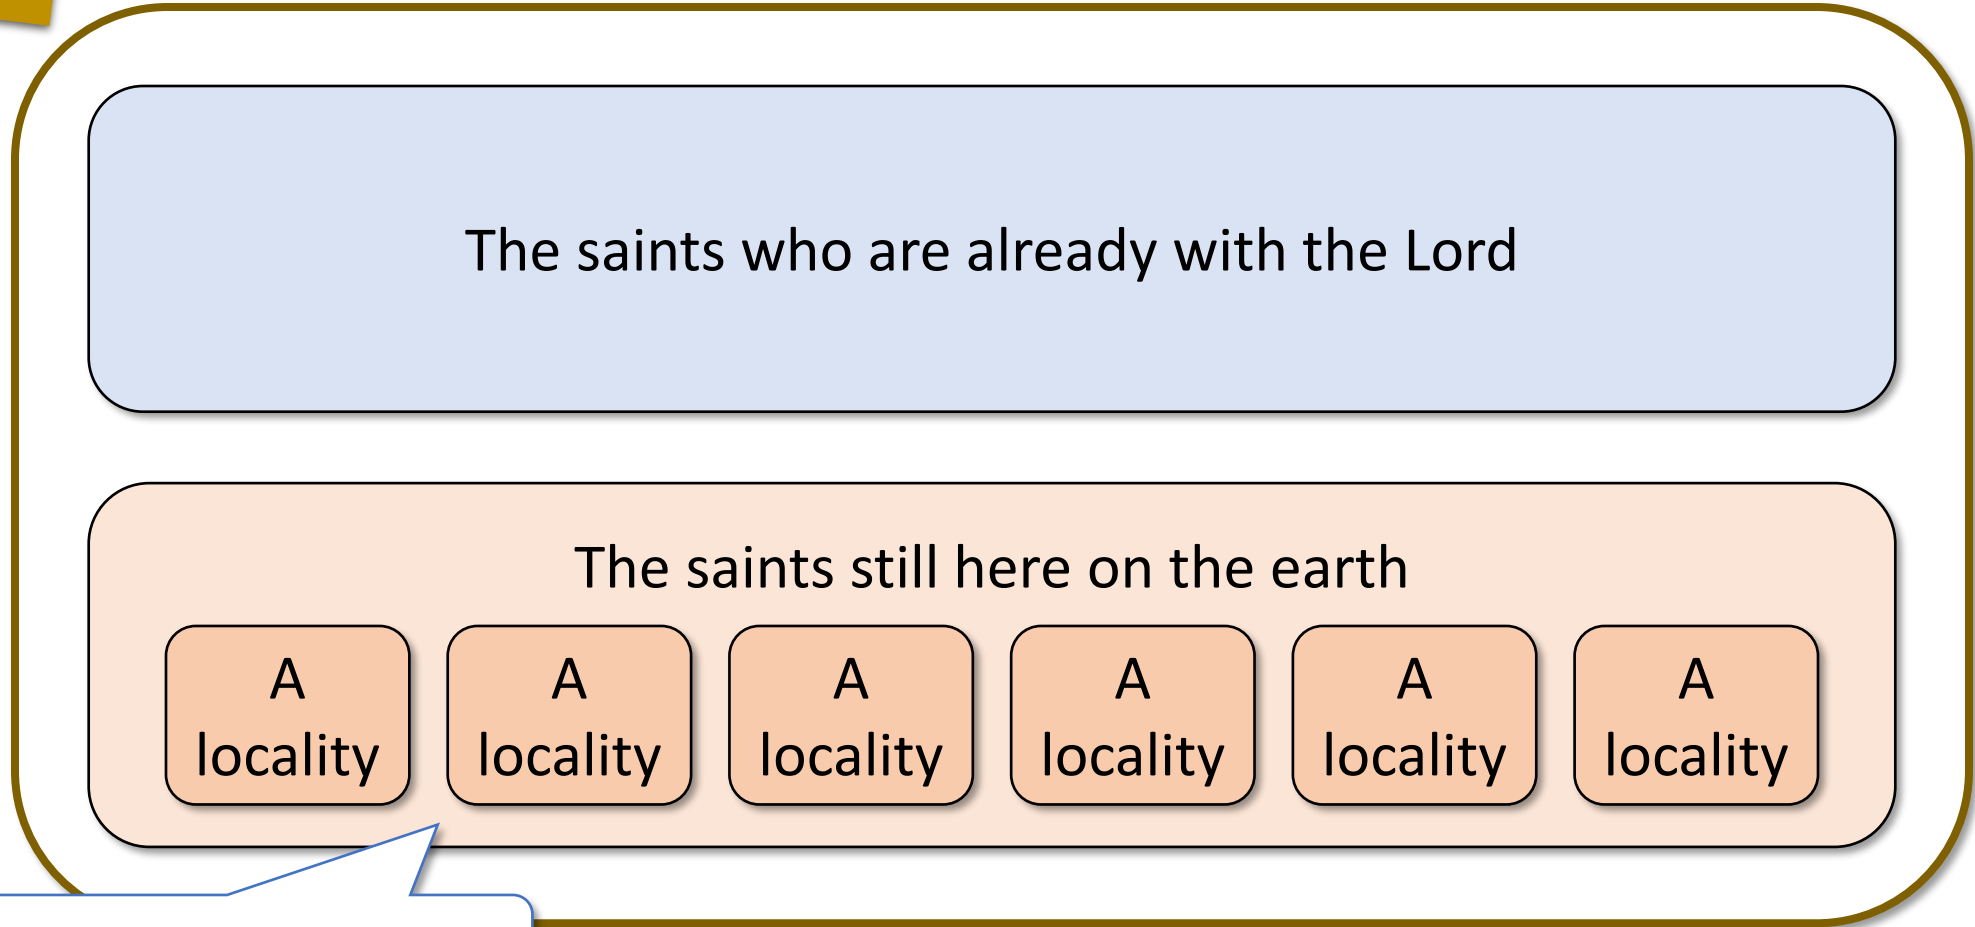 The saints who are already with the Lord
The saints still here on the earth
A
locality
A
locality
A
locality
A
locality
A
locality
A
locality